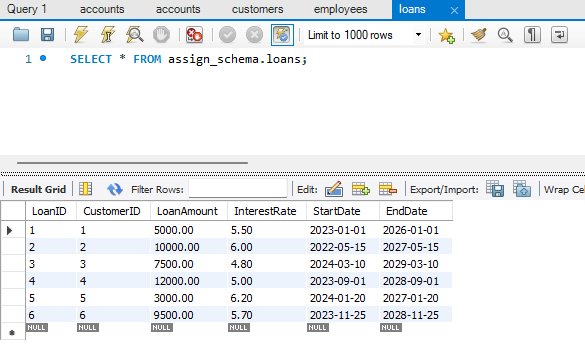 Query 1 accounts accounts customers employees loans
Limit to 1000 rows
1 SELECT * FROM assign_schema.loans;
Result Grid Filter Rows: Edit: Export/Import: Wrap Cel
LoanID CustomerID LoanAmount InterestRate StartDate EndDate
1 1 5000.00 5.50 2023-01-01 2026-01-01
2 2 10000.00 6.00 2022-05-15 2027-05-15
3 3 7500.00 4.80 2024-03-10 2029-03-10
4 4 12000.00 5.00 2023-09-01 2028-09-01
5 5 3000.00 6.20 2024-01-20 2027-01-20
6 6 9500.00 5.70 2023-11-25 2028-11-25
NULL NULL NULL NULL NULL NULL